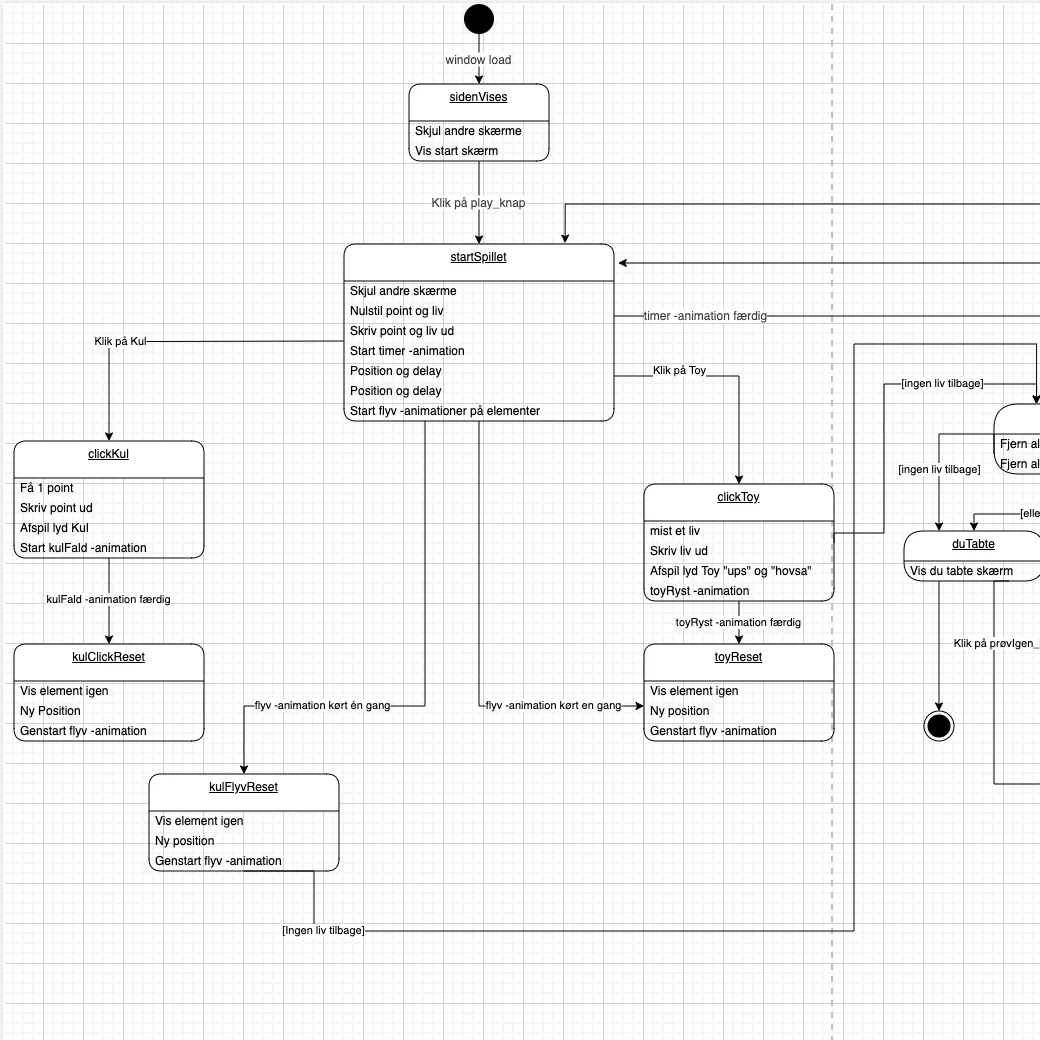 window load
sidenVises
Skjul andre skærme
Vis start skærm
Klik på play_knap
startSpillet
Skjul andre skærme
Nulstil point og liv
Skriv point og liv ud
Start timer -animation
Position og delay
Position og delay
Start flyv -animationer på elementer
timer -animation færdig
Klik på Kul
Klik på Toy
[ingen liv tilbage]
clickKul
Få 1 point
Skriv point ud
Afspil lyd Kul
Start kulFald -animation
Fjern al
Fjern al
[ingen liv tilbage]
clickToy
mist et liv
Skriv liv ud
Afspil lyd Toy "ups" og "hovsa"
toyRyst -animation
[elle
duTabte
Vis du tabte skærm
kulFald -animation færdig
toyRyst -animation færdig
Klik på prøvIgen_
kulClickReset
Vis element igen
Ny Position
Genstart flyv -animation
toyReset
Vis element igen
Ny position
Genstart flyv -animation
flyv -animation kørt én gang
flyv -animation kørt en gang
kulFlyvReset
Vis element igen
Ny position
Genstart flyv -animation
[Ingen liv tilbage]